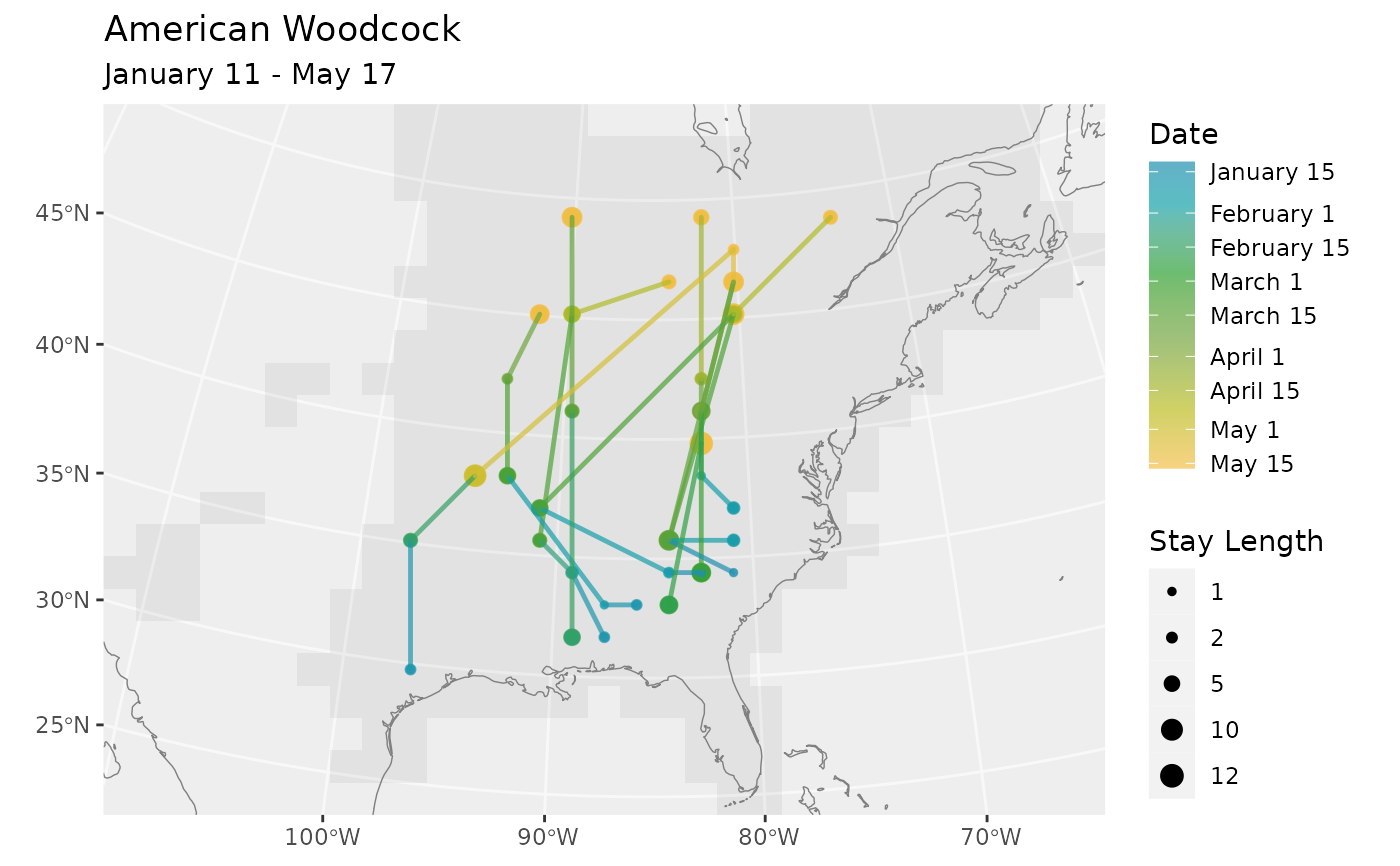 American Woodcock
January 11 - May 17
45°N
40°N
35°N
30°N
25°N
100°W
90°W
80°W
70°W
Date
January 15
February 1
February 15
March 1
March 15
April 1
April 15
May 1
May 15
Stay Length
1
2
5
10
12